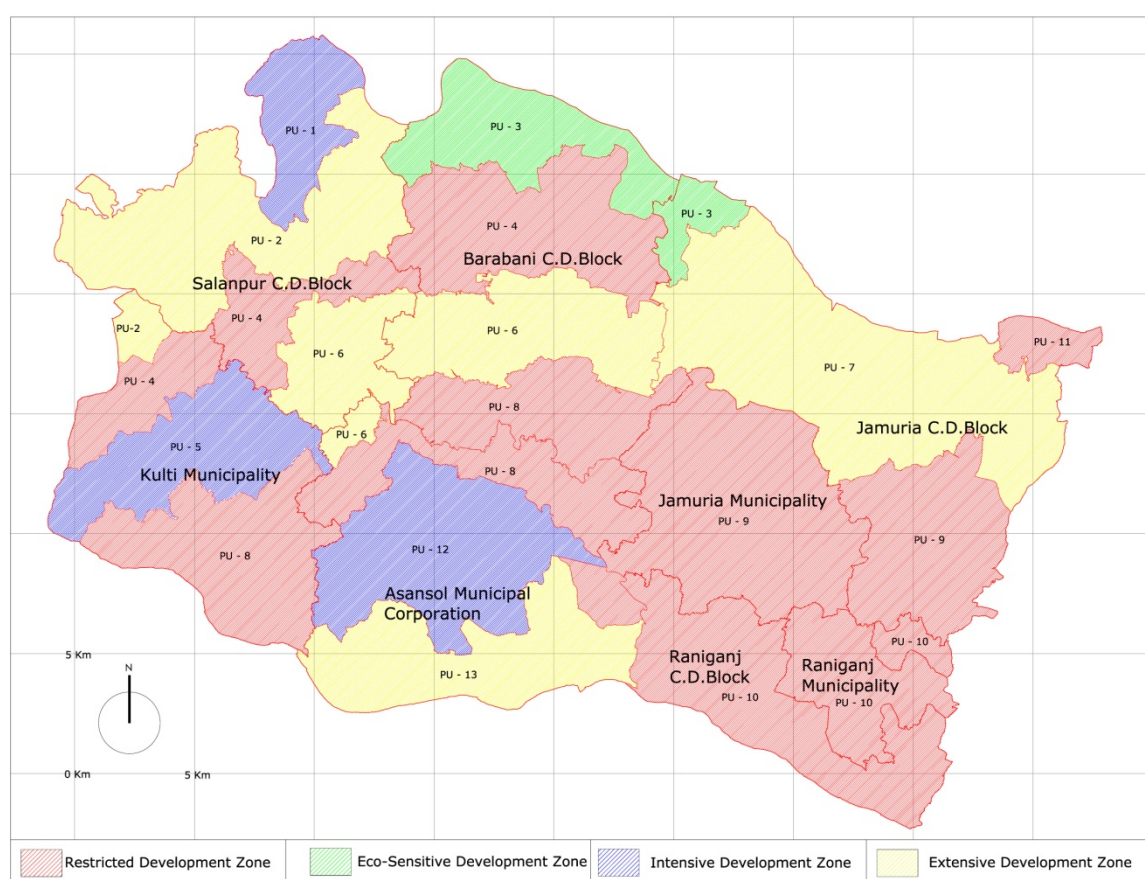 PU - 1
PU - 3
PU - 3
PU - 4
PU - 2
Barabani C.D.Block
Salanpur C.D.Block
PU - 4
PU-2
PU - 6
PU - 6
PU - 11
PU - 7
PU - 4
PU - 8
Jamuria C.D.Block
PU - 6
PU - 5
Kulti Municipality
PU - 8
Jamuria Municipality
PU - 9
PU - 9
PU - 12
PU - 8
Asansol Municipal
Corporation
PU - 10
Raniganj
C.D.Block
PU - 10
Raniganj
Municipality
PU - 10
PU - 13
5 Km
N
0 Km
5 Km
Restricted Development Zone
Eco-Sensitive Development Zone
Intensive Development Zone
Extensive Development Zone